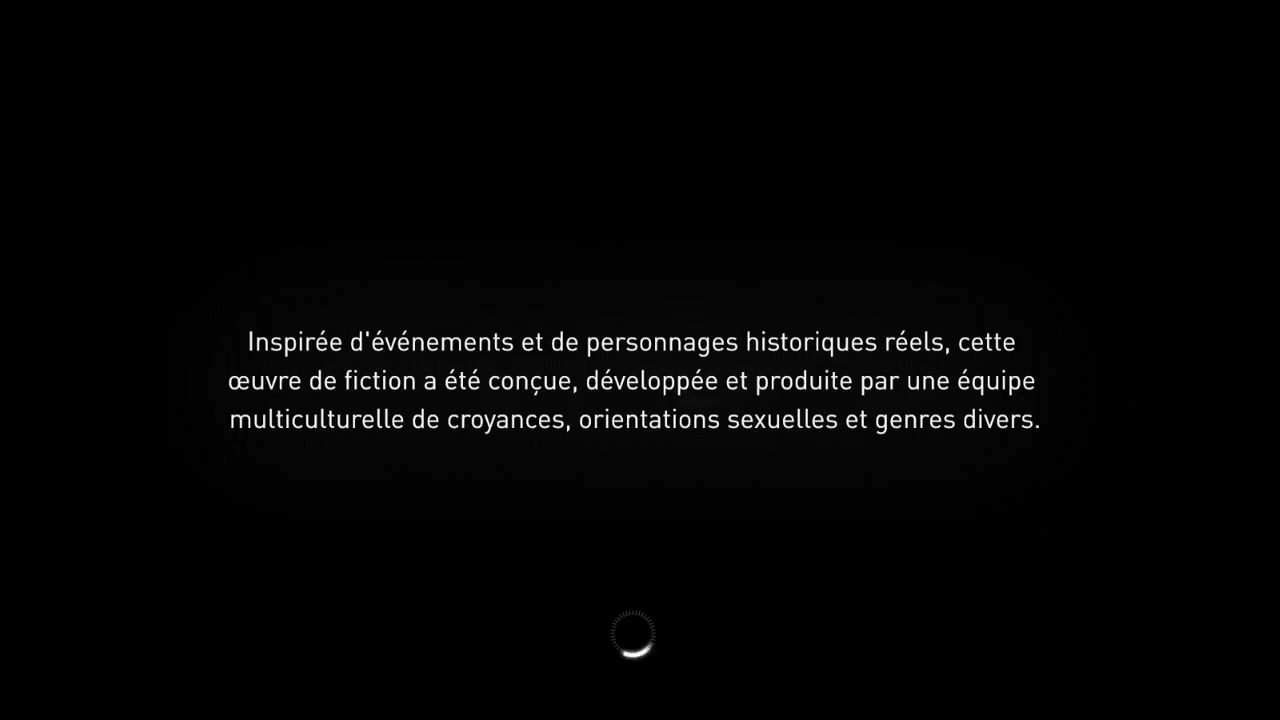 Inspirée d'événements et de personnages historiques réels, cette
œuvre de fiction a été conçue, développée et produite par une équipe
multiculturelle de croyances, orientations sexuelles et genres divers.